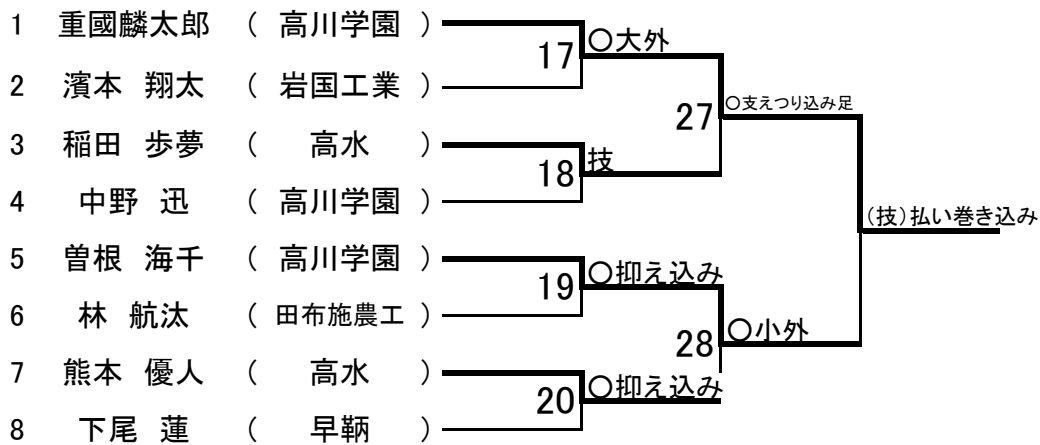 1 重國麟太郎 ( 高川学園 )
17 〇大外
2 濱本 翔太 ( 岩国工業 )
27 〇支えつり込み足
3 稲田 歩夢 ( 高水 )
18 技
4 中野 迅 ( 高川学園 )
(技)払い巻き込み
5 曽根 海千 ( 高川学園 )
19 〇抑え込み
6 林 航汰 ( 田布施農工 )
28 〇小外
7 熊本 優人 ( 高水 )
20 〇抑え込み
8 下尾 蓮 ( 早鞆 )